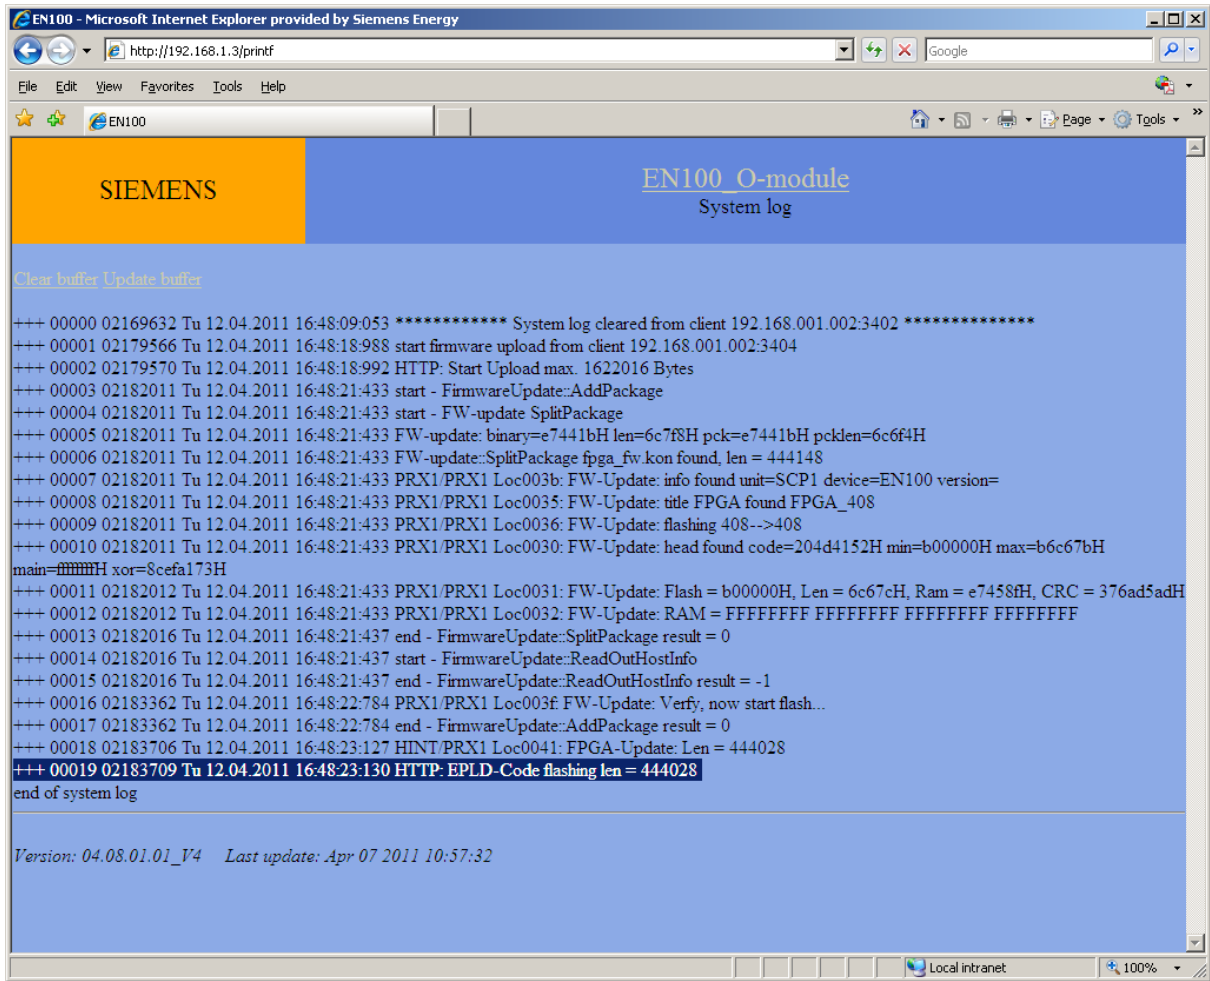 EN100 - Microsoft Internet Explorer provided by Siemens Energy
http://192.168.1.3/printf
Google
File Edit View Favorites Tools Help
EN100
Page Tools
SIEMENS
EN100_O-module
System log
Clear buffer Update buffer
+++ 00000 02169632 Tu 12.04.2011 16:48:09:053 ************ System log cleared from client 192.168.001.002:3402 **************
+++ 00001 02179566 Tu 12.04.2011 16:48:18:988 start firmware upload from client 192.168.001.002:3404
+++ 00002 02179570 Tu 12.04.2011 16:48:18:992 HTTP: Start Upload max. 1622016 Bytes
+++ 00003 02182011 Tu 12.04.2011 16:48:21:433 start - FirmwareUpdate::AddPackage
+++ 00004 02182011 Tu 12.04.2011 16:48:21:433 start - FW-update SplitPackage
+++ 00005 02182011 Tu 12.04.2011 16:48:21:433 FW-update: binary=e7441bH len=6c7f8H pck=e7441bH pcklen=6c6f4H
+++ 00006 02182011 Tu 12.04.2011 16:48:21:433 FW-update::SplitPackage fpga_fw.kon found, len = 444148
+++ 00007 02182011 Tu 12.04.2011 16:48:21:433 PRX1/PRX1 Loc003b: FW-Update: info found unit=SCP1 device=EN100 version=
+++ 00008 02182011 Tu 12.04.2011 16:48:21:433 PRX1/PRX1 Loc0035: FW-Update: title FPGA found FPGA_408
+++ 00009 02182011 Tu 12.04.2011 16:48:21:433 PRX1/PRX1 Loc0036: FW-Update: flashing 408-->408
+++ 00010 02182011 Tu 12.04.2011 16:48:21:433 PRX1/PRX1 Loc0030: FW-Update: head found code=204d4152H min=b00000H max=b6c67bH
main=ffffffffH xor=8cefa173H
+++ 00011 02182012 Tu 12.04.2011 16:48:21:433 PRX1/PRX1 Loc0031: FW-Update: Flash = b00000H, Len = 6c67cH, Ram = e7458fH, CRC = 376ad5adH
+++ 00012 02182012 Tu 12.04.2011 16:48:21:433 PRX1/PRX1 Loc0032: FW-Update: RAM = FFFFFFFF FFFFFFFF FFFFFFFF FFFFFFFF
+++ 00013 02182016 Tu 12.04.2011 16:48:21:437 end - FirmwareUpdate::SplitPackage result = 0
+++ 00014 02182016 Tu 12.04.2011 16:48:21:437 start - FirmwareUpdate::ReadOutHostInfo
+++ 00015 02182016 Tu 12.04.2011 16:48:21:437 end - FirmwareUpdate::ReadOutHostInfo result = -1
+++ 00016 02183362 Tu 12.04.2011 16:48:22:784 PRX1/PRX1 Loc003f: FW-Update: Verfy, now start flash...
+++ 00017 02183362 Tu 12.04.2011 16:48:22:784 end - FirmwareUpdate::AddPackage result = 0
+++ 00018 02183706 Tu 12.04.2011 16:48:23:127 HINT/PRX1 Loc0041: FPGA-Update: Len = 444028
+++ 00019 02183709 Tu 12.04.2011 16:48:23:130 HTTP: EPLD-Code flashing len = 444028
end of system log
Version: 04.08.01.01_V4 Last update: Apr 07 2011 10:57:32
Local intranet 100%